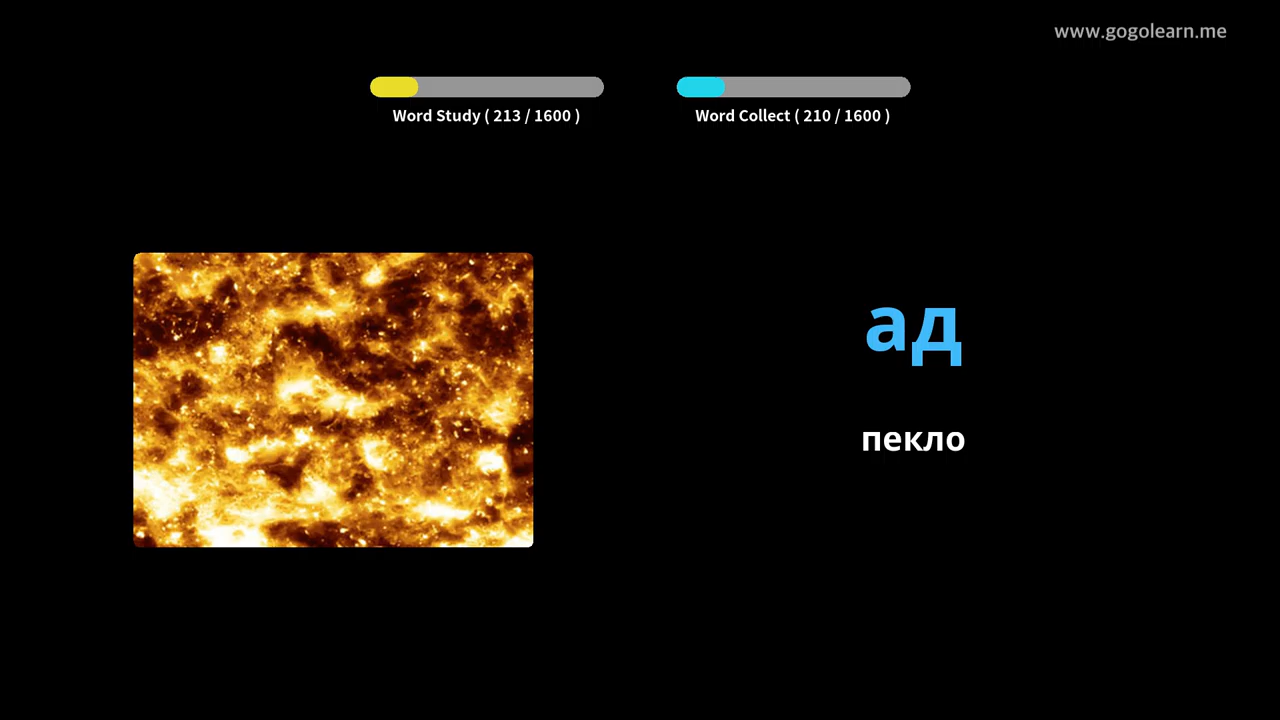 www.gogolearn.me
Word Study ( 213 / 1600 )
Word Collect ( 210 / 1600 )
ад
пекло